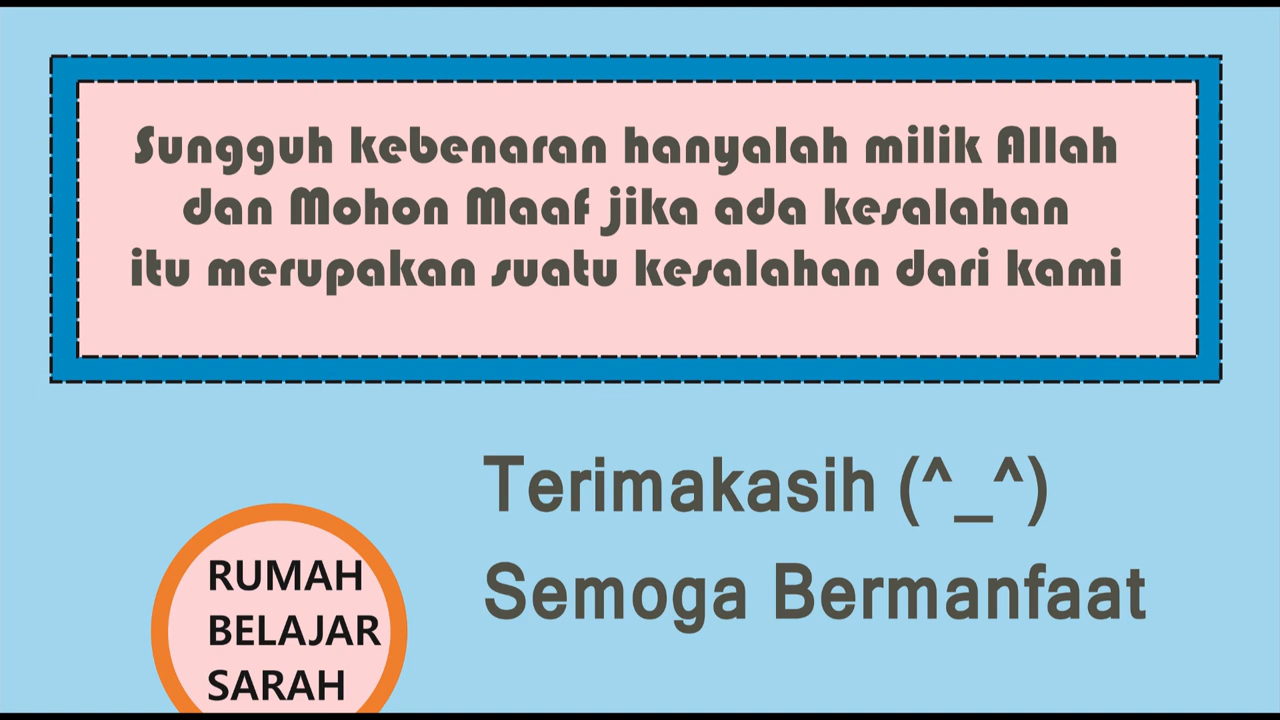 Sungguh kebenaran hanyalah milik Allah
dan Mohon Maaf jika ada kesalahan
itu merupakan suatu kesalahan dari kami
Terimakasih (^_^)
Semoga Bermanfaat
RUMAH
BELAJAR
SARAH